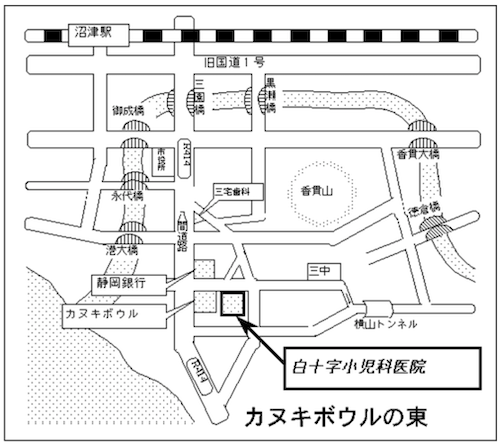 沼津駅
旧国道1号
三園橋
黒瀬橋
御成橋
市役所
R414
香貫大橋
三宅歯科
香貫山
永代橋
徳倉橋
八間道路
港大橋
三中
静岡銀行
カヌキボウル
横山トンネル
白十字小児科医院
R414
カヌキボウルの東